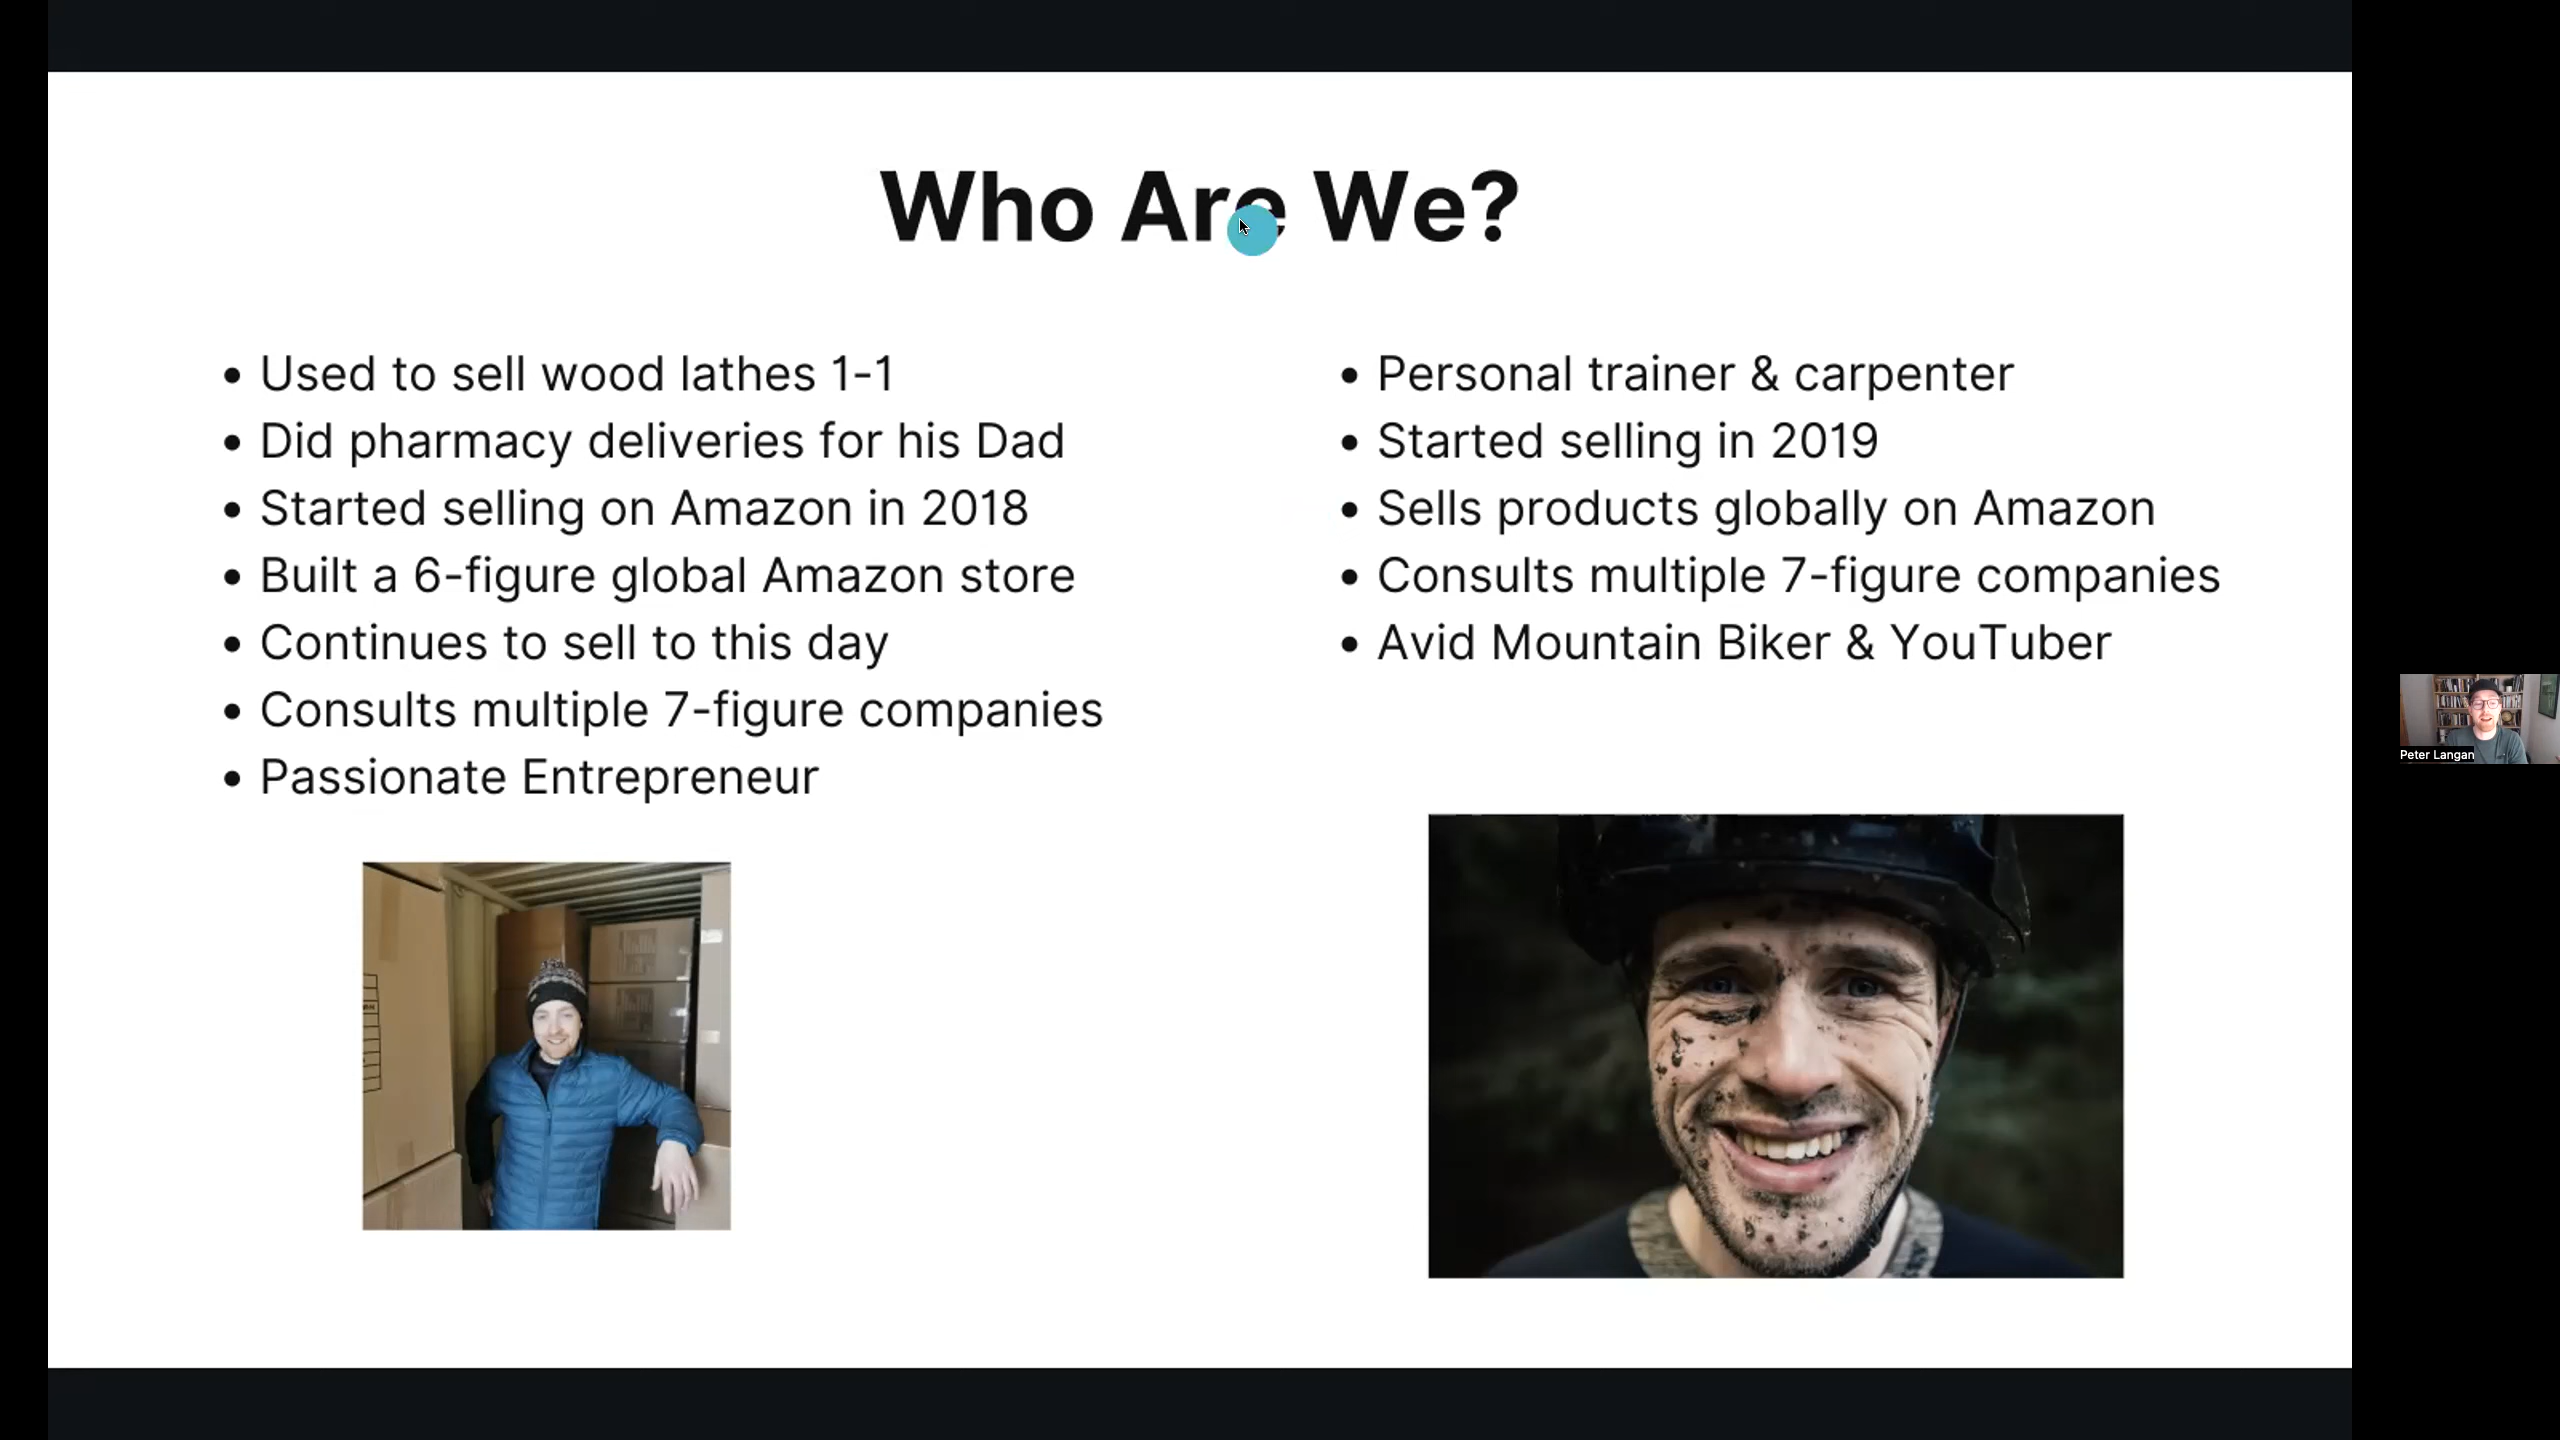 Who Are We?
• Used to sell wood lathes 1-1
• Did pharmacy deliveries for his Dad
• Started selling on Amazon in 2018
• Built a 6-figure global Amazon store
• Continues to sell to this day
• Consults multiple 7-figure companies
• Passionate Entrepreneur
• Personal trainer & carpenter
• Started selling in 2019
• Sells products globally on Amazon
• Consults multiple 7-figure companies
• Avid Mountain Biker & YouTuber
Peter Langan